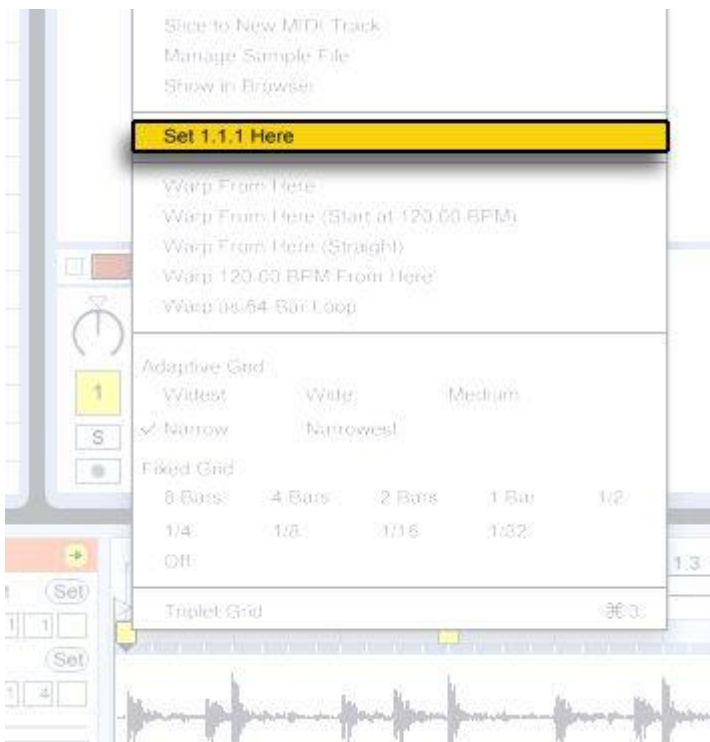 Slice to New MIDI Track
Manage Sample File
Show in Browser
Set 1.1.1 Here
Warp From Here
Warp From Here (Start at 120.00 BPM)
Warp From Here (Straight)
Warp 120.00 BPM From Here
Warp as 64-Bar Loop
Adaptive Grid
Widest Wide Medium
✓ Narrow Narrowest
Fixed Grid
8 Bars 4 Bars 2 Bars 1 Bar 1/2
1/4 1/8 1/16 1/32
Off
Triplet Grid ⌘3
1
S
1.3
Set
1 1
Set
1 4